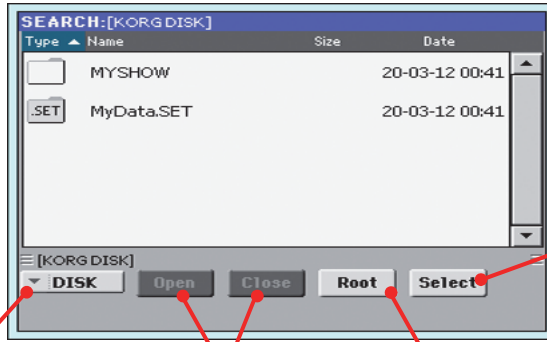 SEARCH:[KORG DISK]
Type Name Size Date
MYSHOW 20-03-12 00:41
.SET MyData.SET 20-03-12 00:41
[KORG DISK]
DISK Open Close Root Select